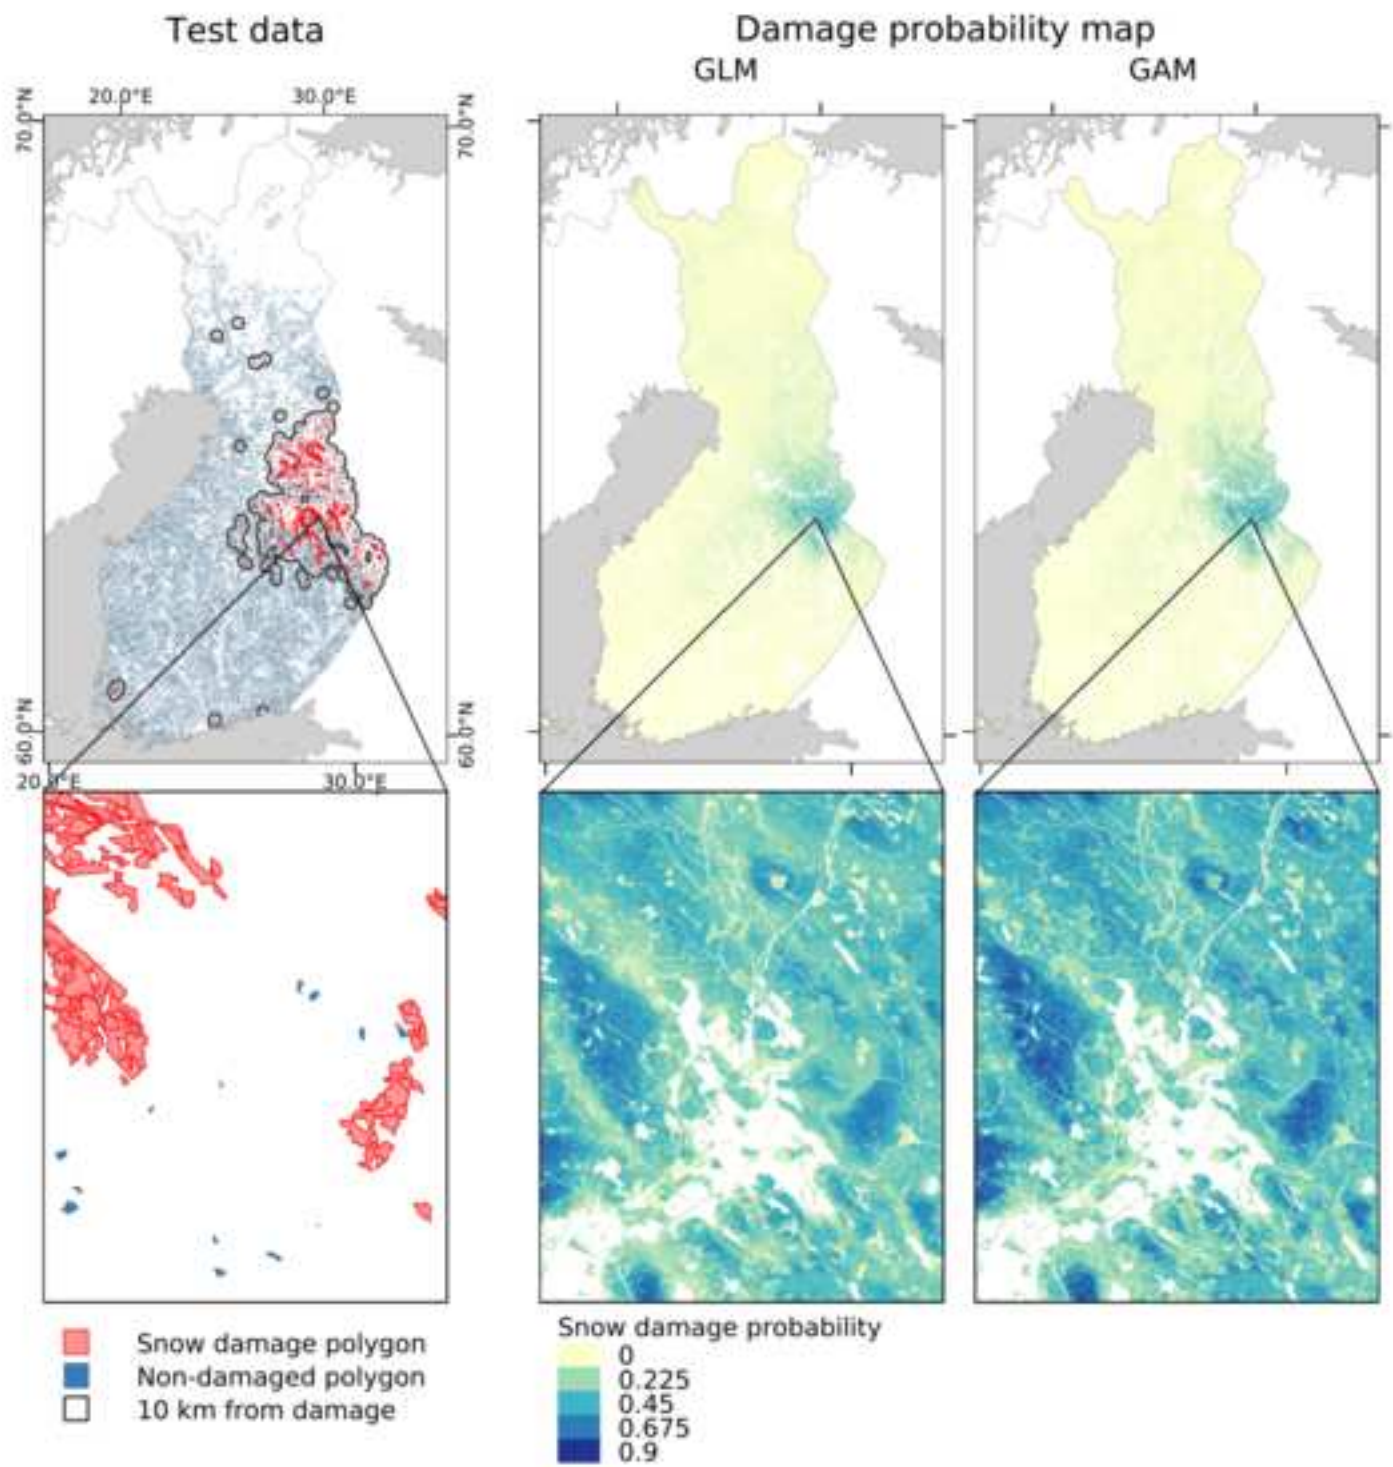 Test data
Damage probability map
GLM
GAM
20.0°E 30.0°E
70.0°N
70.0°N
60.0°N
60.0°N
20.0°E 30.0°E
Snow damage polygon
Non-damaged polygon
10 km from damage
Snow damage probability
0
0.225
0.45
0.675
0.9